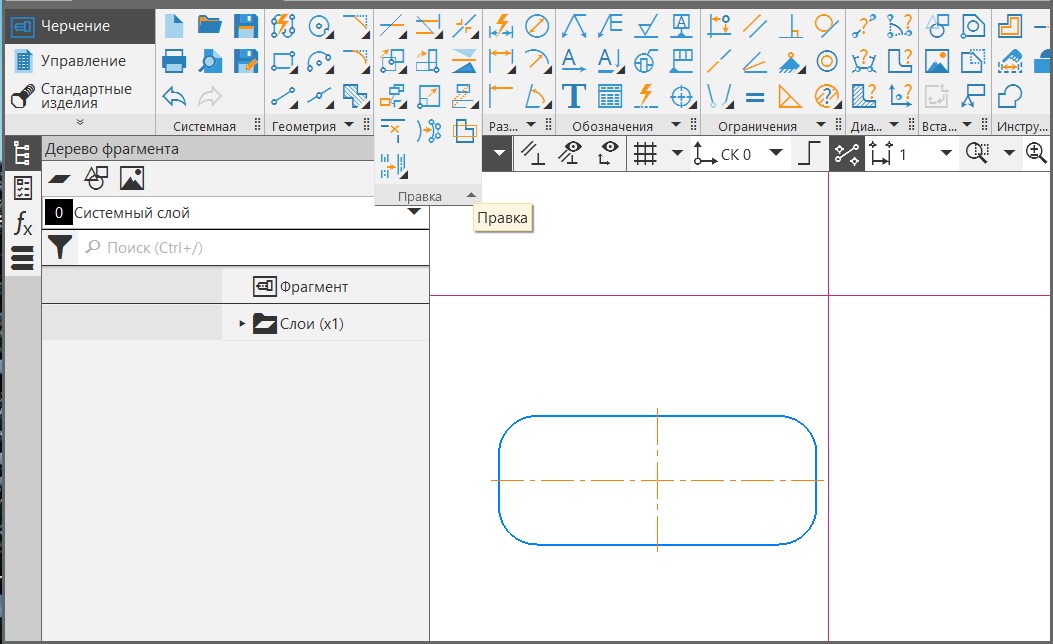 Черчение
Управление
Стандартные
изделия
Системная
Геометрия
Раз...
Обозначения
Ограничения
Диа...
Вста...
Инстру...
Правка
Правка
Дерево фрагмента
СК 0
1
0
Системный слой
Поиск (Ctrl+/)
Фрагмент
Слои (x1)